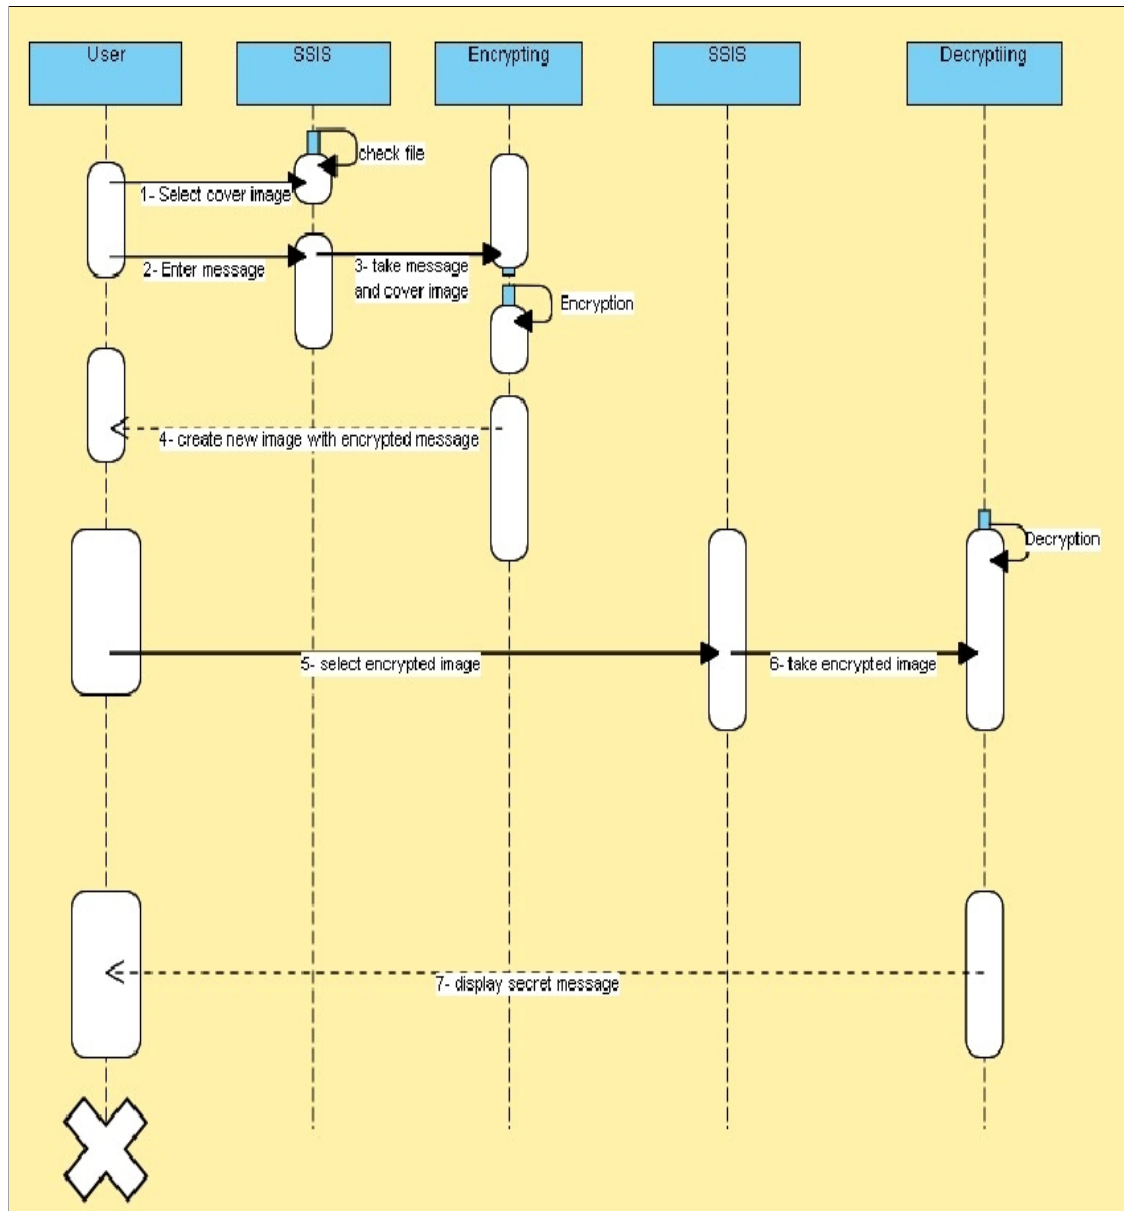 User
SSIS
Encrypting
SSIS
Decryptiing
check file
1- Select cover image
2- Enter message
3- take message
and cover image
Encryption
4- create new image with encrypted message
Decryption
5- select encrypted image
6- take encrypted image
7- display secret message